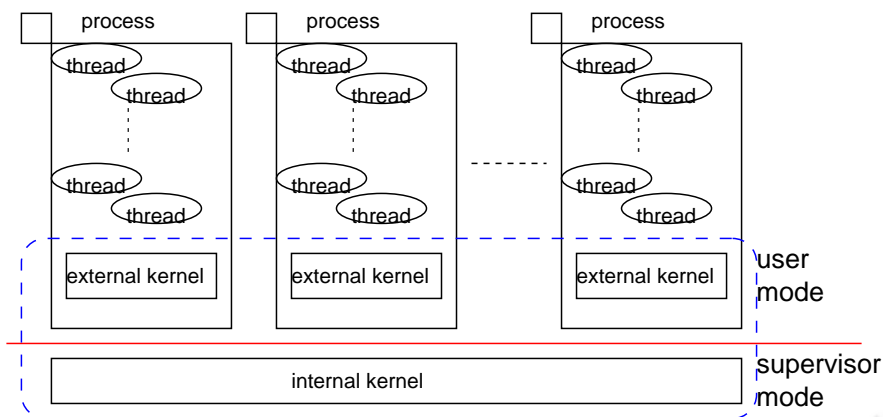 process process process
thread thread thread
thread thread thread
thread thread thread
thread thread thread
external kernel external kernel external kernel
user
mode
internal kernel
supervisor
mode